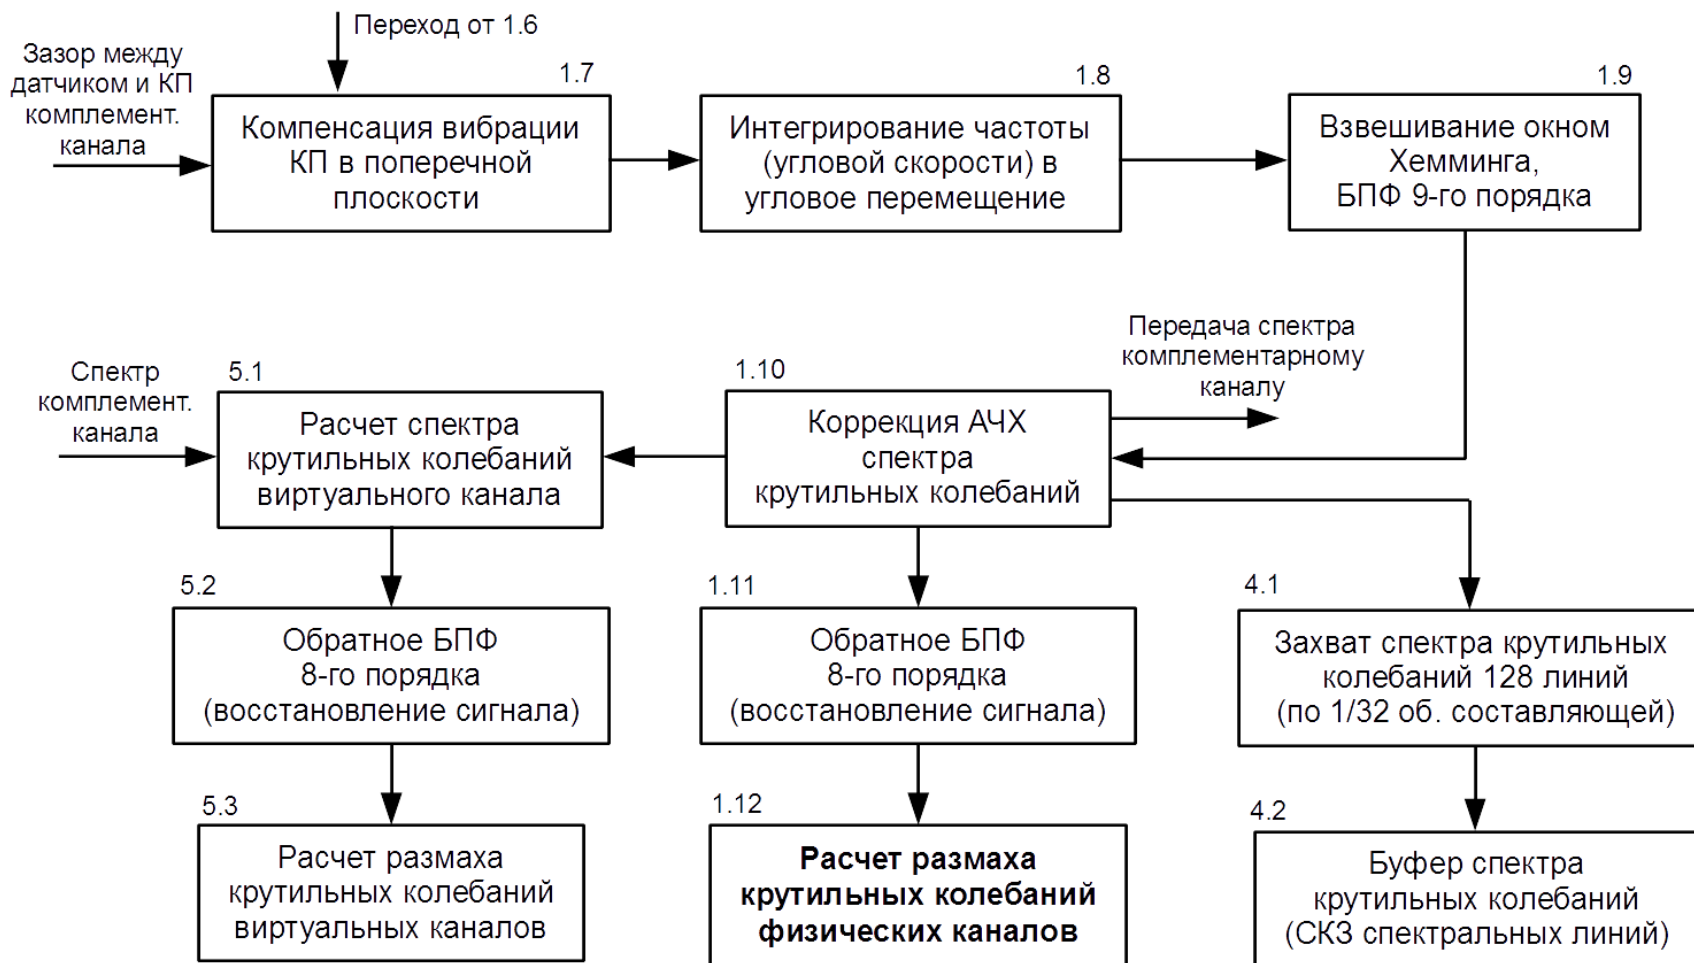 Переход от 1.6
Зазор между
датчиком и КП
комплемент.
канала
1.7
Компенсация вибрации
КП в поперечной
плоскости
1.8
Интегрирование частоты
(угловой скорости) в
угловое перемещение
1.9
Взвешивание окном
Хемминга,
БПФ 9-го порядка
Спектр
комплемент.
канала
5.1
Расчет спектра
крутильных колебаний
виртуального канала
1.10
Коррекция АЧХ
спектра
крутильных колебаний
Передача спектра
комплементарному
каналу
5.2
Обратное БПФ
8-го порядка
(восстановление сигнала)
1.11
Обратное БПФ
8-го порядка
(восстановление сигнала)
4.1
Захват спектра крутильных
колебаний 128 линий
(по 1/32 об. составляющей)
5.3
Расчет размаха
крутильных колебаний
виртуальных каналов
1.12
Расчет размаха
крутильных колебаний
физических каналов
4.2
Буфер спектра
крутильных колебаний
(СКЗ спектральных линий)